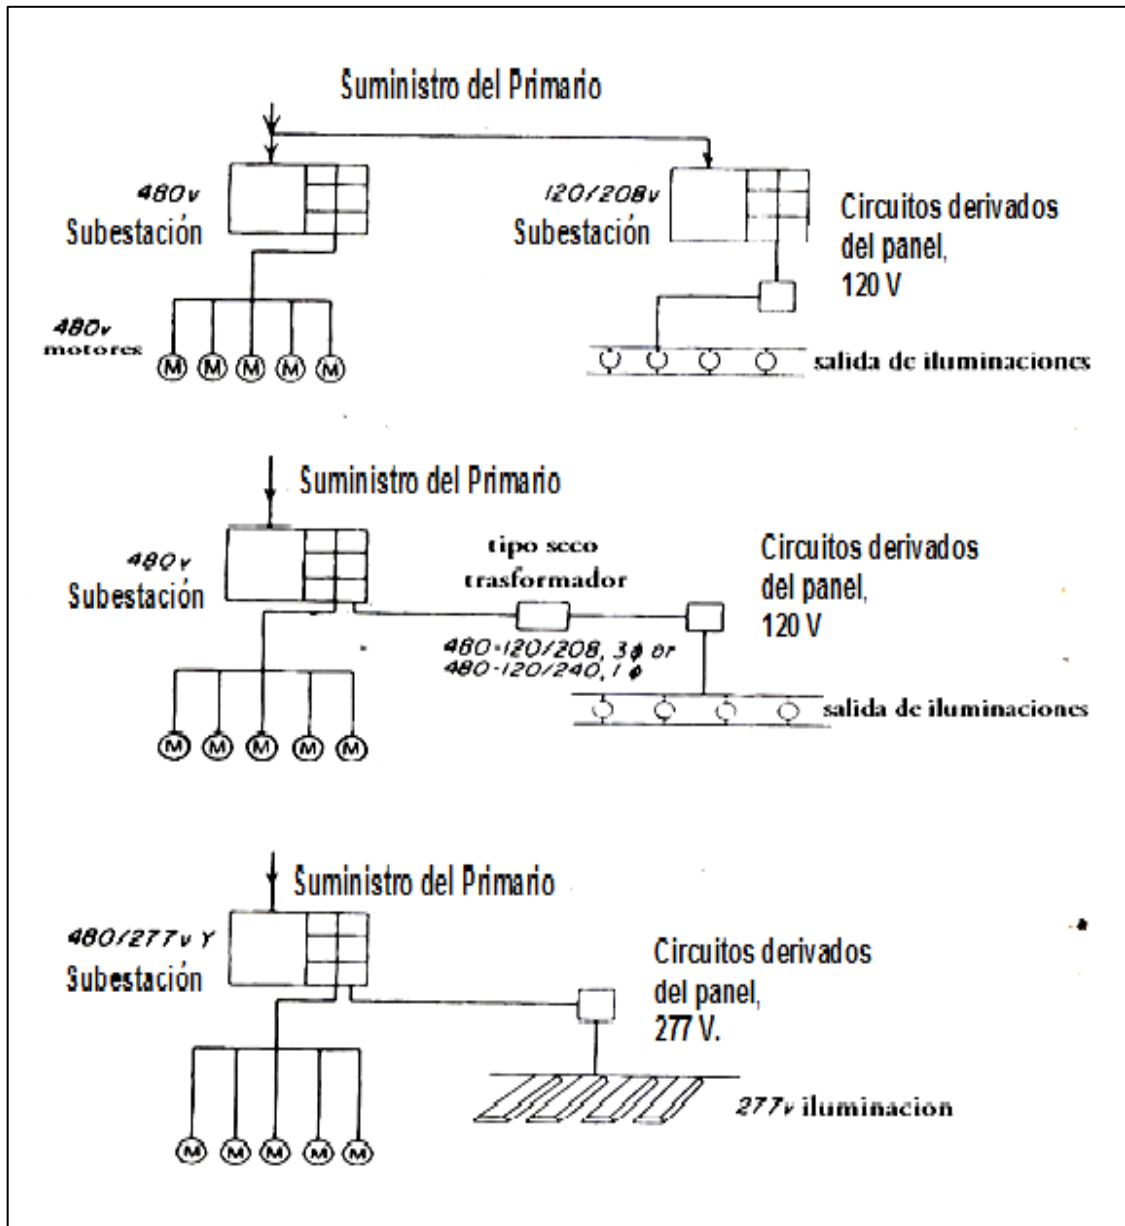 Suministro del Primario
480v
Subestación
120/208v
Subestación
Circuitos derivados
del panel,
120 V
480v
motores
M M M M M
salida de iluminaciones
Suministro del Primario
480v
Subestación
tipo seco
trasformador
480-120/208, 3ϕ or
480-120/240, 1ϕ
Circuitos derivados
del panel,
120 V
salida de iluminaciones
M M M M M
Suministro del Primario
480/277v Y
Subestación
Circuitos derivados
del panel,
277 V.
277v iluminacion
M M M M M